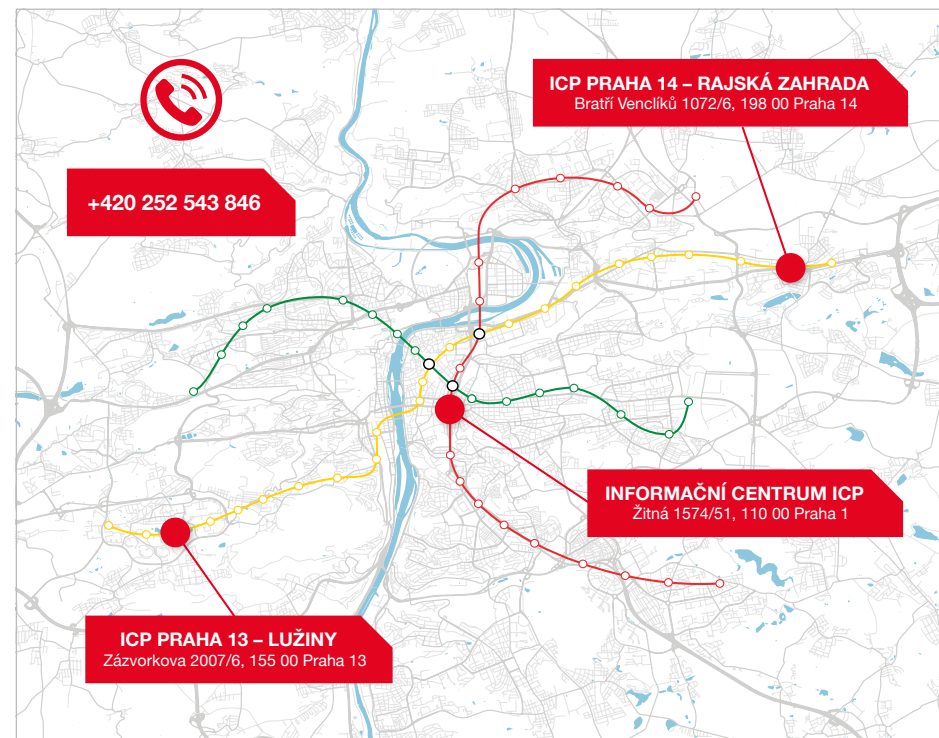 ICP PRAHA 14 – RAJSKÁ ZAHRADA
Bratří Venclíků 1072/6, 198 00 Praha 14
+420 252 543 846
INFORMAČNÍ CENTRUM ICP
Žitná 1574/51, 110 00 Praha 1
ICP PRAHA 13 – LUŽINY
Zázvorkova 2007/6, 155 00 Praha 13